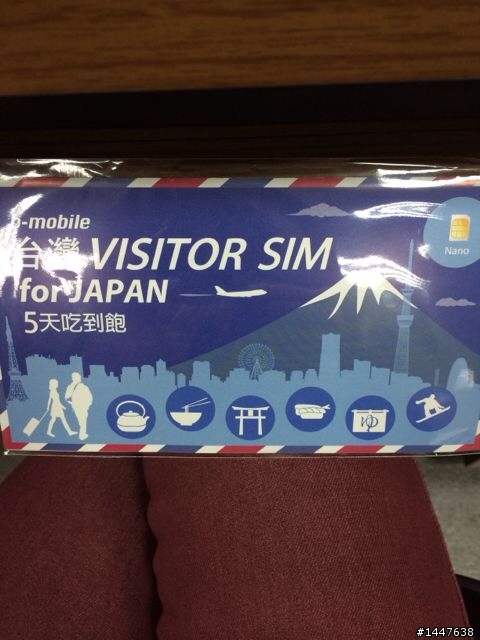 b-mobile
台灣 VISITOR SIM
for JAPAN
5天吃到飽
Nano
ゆ
#1447638